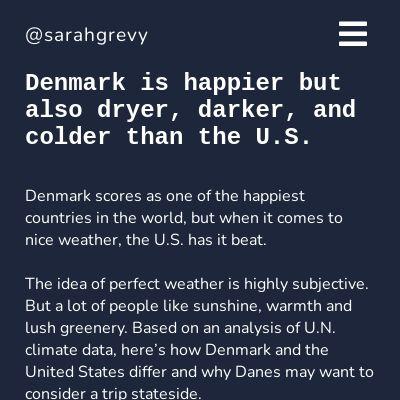 @sarahgrevy
Denmark is happier but
also dryer, darker, and
colder than the U.S.
Denmark scores as one of the happiest
countries in the world, but when it comes to
nice weather, the U.S. has it beat.
The idea of perfect weather is highly subjective.
But a lot of people like sunshine, warmth and
lush greenery. Based on an analysis of U.N.
climate data, here’s how Denmark and the
United States differ and why Danes may want to
consider a trip stateside.